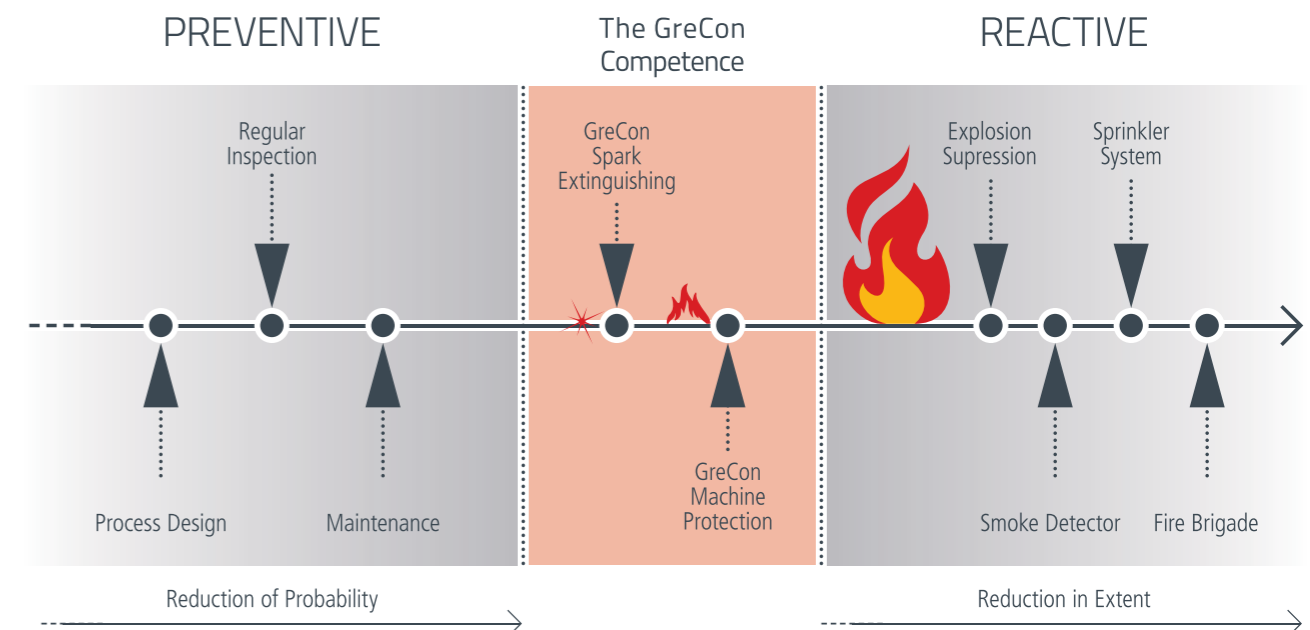 PREVENTIVE
The GreCon
Competence
REACTIVE
Regular
Inspection
GreCon
Spark
Extinguishing
Explosion
Supression
Sprinkler
System
Process Design
Maintenance
GreCon
Machine
Protection
Smoke Detector
Fire Brigade
Reduction of Probability
Reduction in Extent